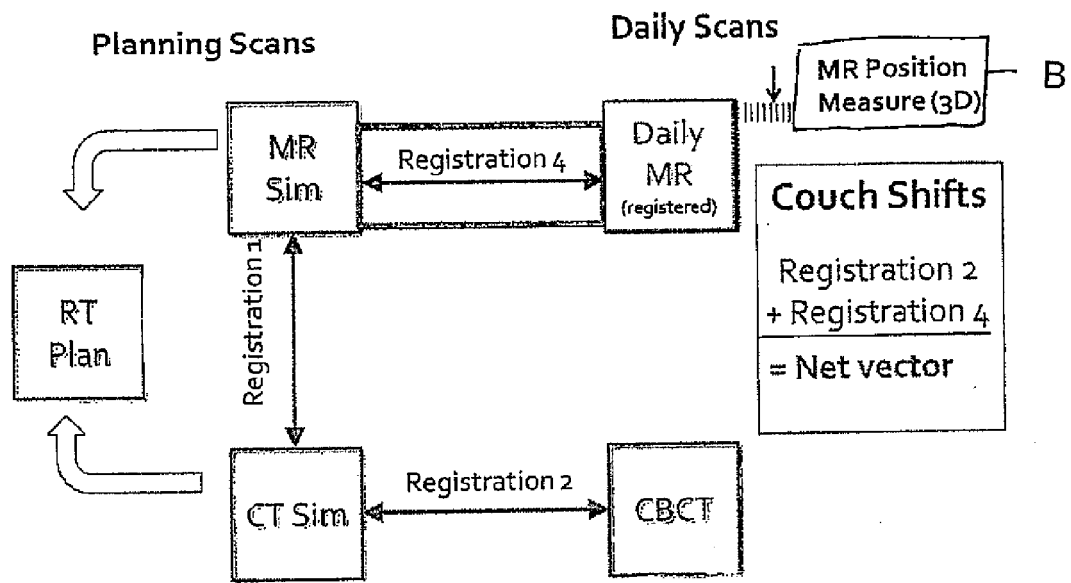 Planning Scans
Daily Scans
MR Position
Measure (3D)
B
MR
Sim
Registration 4
Daily
MR
(registered)
Couch Shifts
Registration 2
+ Registration 4
= Net vector
Registration 1
RT
Plan
CT Sim
Registration 2
CBCT